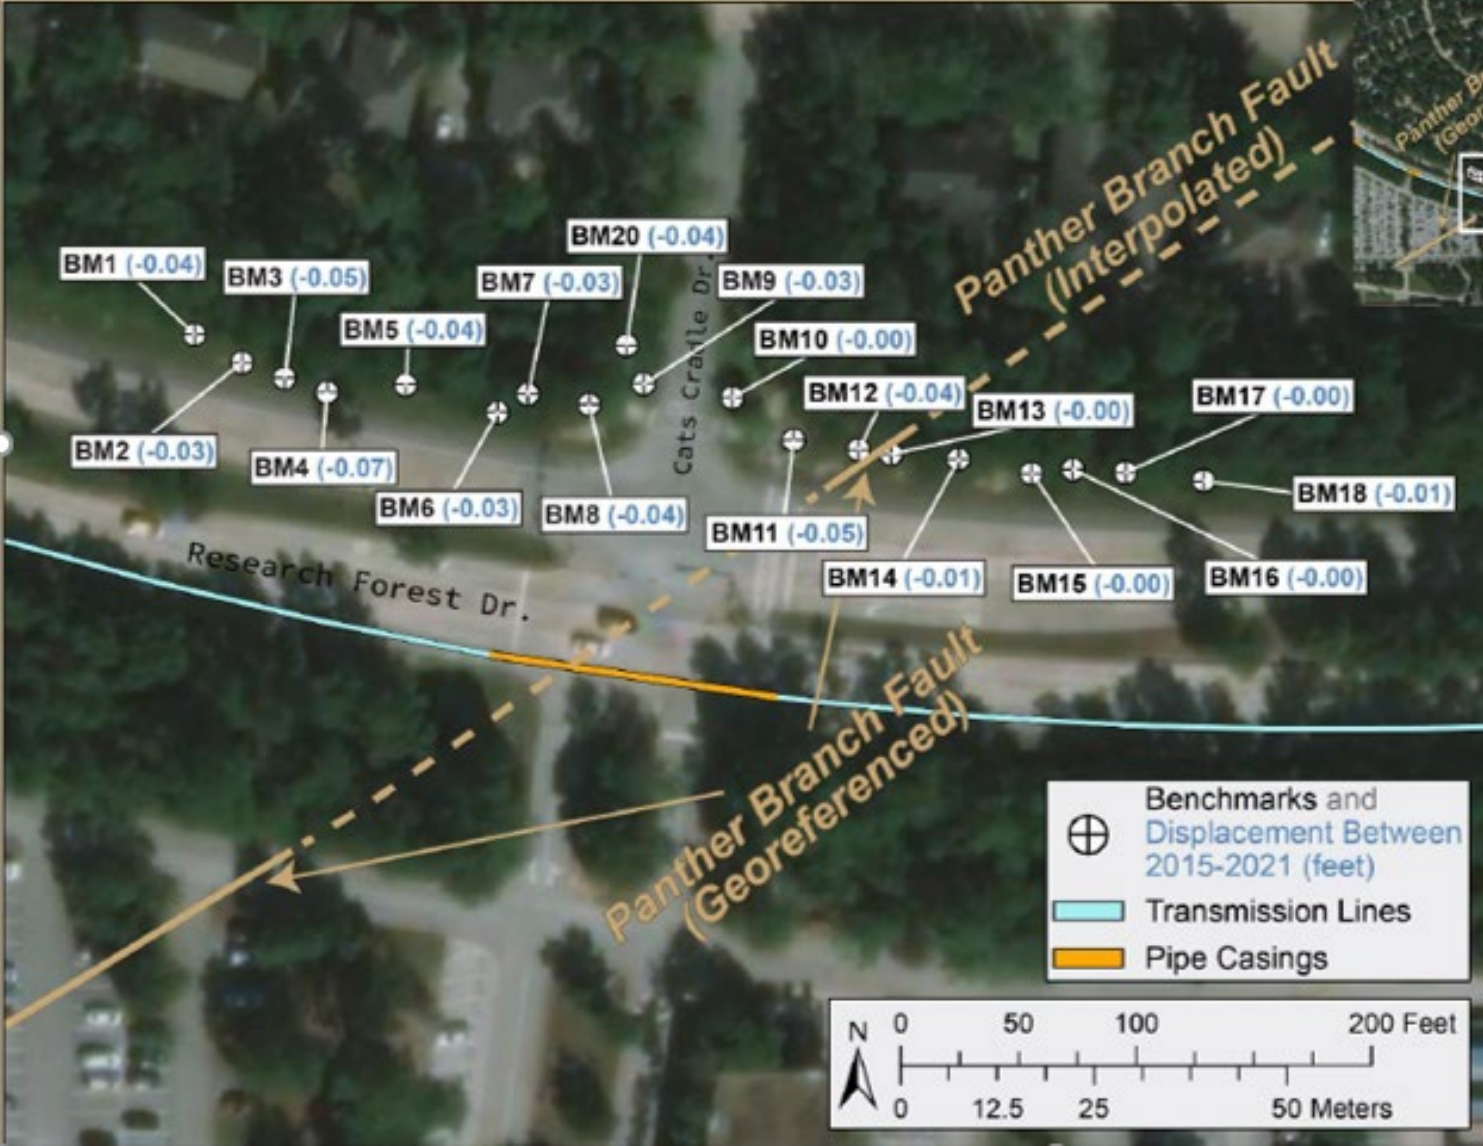 Panther Branch Fault
(Interpolated)
BM20 (-0.04)
BM1 (-0.04)
BM3 (-0.05)
BM7 (-0.03)
BM9 (-0.03)
BM5 (-0.04)
BM10 (-0.00)
Cats Cradle Dr.
BM12 (-0.04)
BM13 (-0.00)
BM17 (-0.00)
BM2 (-0.03)
BM4 (-0.07)
BM6 (-0.03)
BM8 (-0.04)
BM11 (-0.05)
BM18 (-0.01)
BM14 (-0.01)
BM15 (-0.00)
BM16 (-0.00)
Research Forest Dr.
Panther Branch Fault
(Georeferenced)
Benchmarks and
Displacement Between
2015-2021 (feet)
Transmission Lines
Pipe Casings
N
0 50 100 200 Feet
0 12.5 25 50 Meters